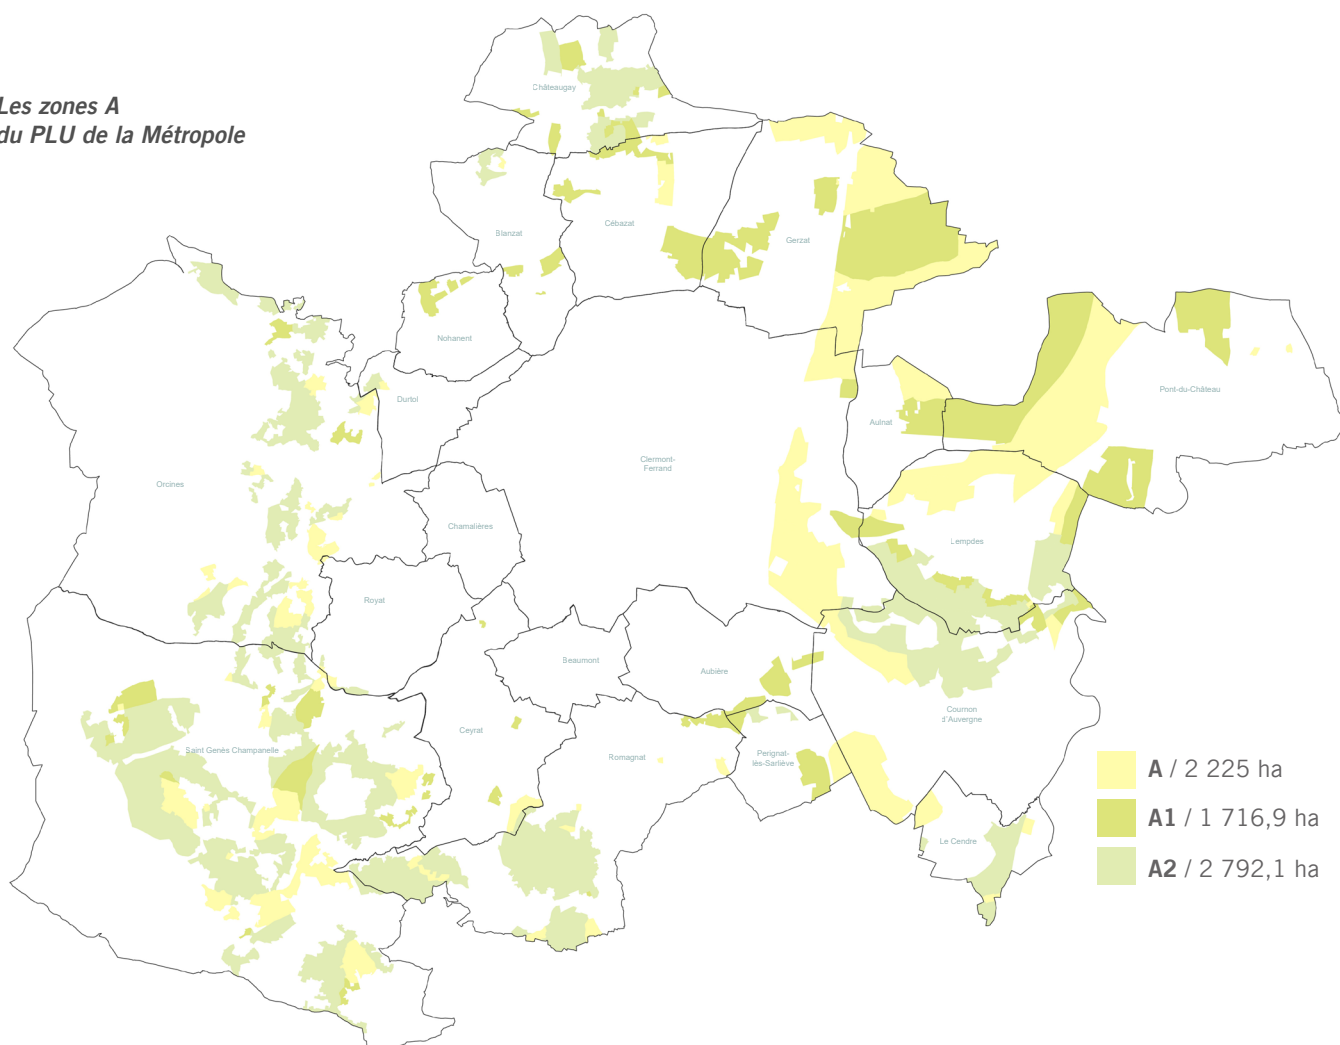 Les zones A
du PLU de la Métropole
Châteaugay
Blanzat
Cébazat
Gerzat
Nohanent
Durtol
Aulnat
Pont-du-Château
Clermont-
Ferrand
Orcines
Chamalières
Lempdes
Royat
Beaumont
Aubière
Cournon
d'Auvergne
Saint Genès Champanelle
Ceyrat
Romagnat
Perignat-
lès-Sarliève
Le Cendre
A / 2 225 ha
A1 / 1 716,9 ha
A2 / 2 792,1 ha